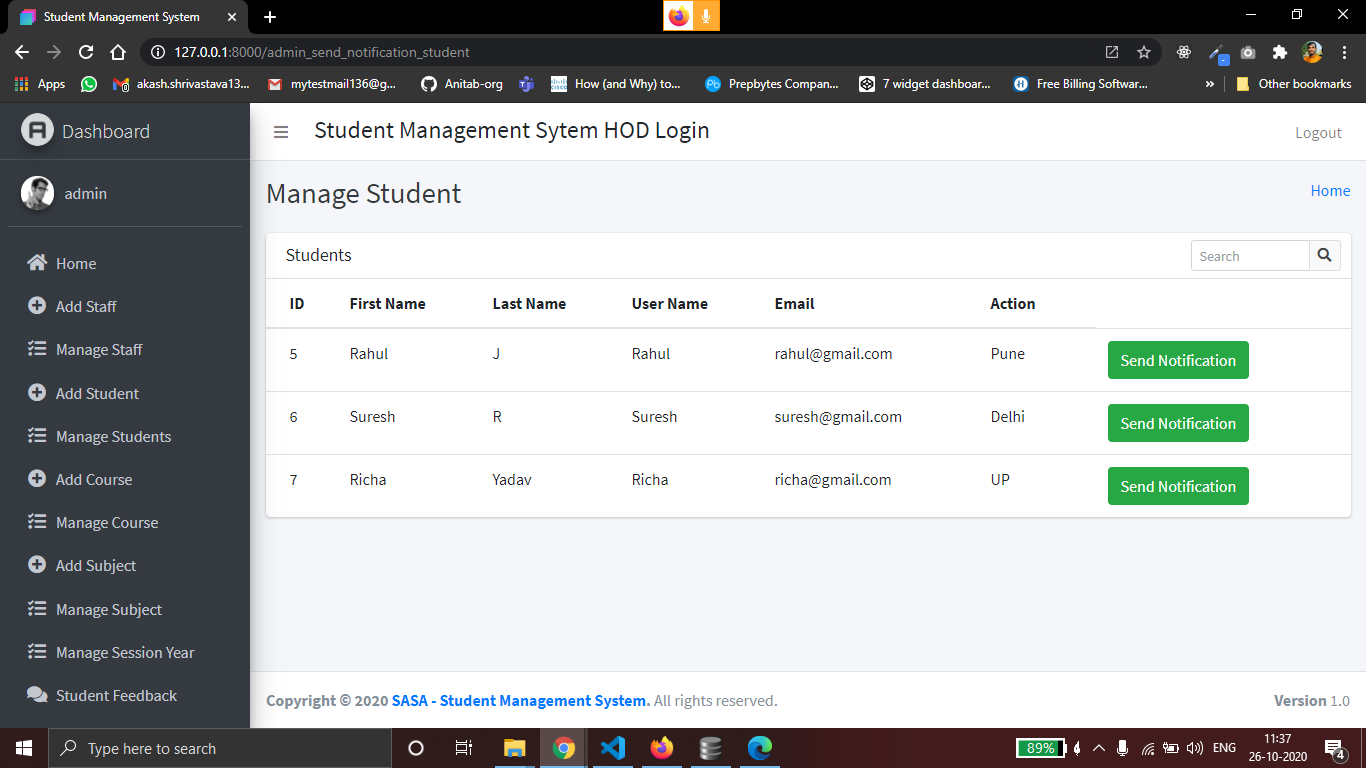 Student Management System
127.0.0.1:8000/admin_send_notification_student
Apps akash.shrivastava13... mytestmail136@g... Anitab-org How (and Why) to... Prepbytes Compan... 7 widget dashboar... Free Billing Softwar... » Other bookmarks
Dashboard
admin
Home
Add Staff
Manage Staff
Add Student
Manage Students
Add Course
Manage Course
Add Subject
Manage Subject
Manage Session Year
Student Feedback
Student Management Sytem HOD Login
Logout
Manage Student
Home
Students
Search
ID First Name Last Name User Name Email Action
5 Rahul J Rahul rahul@gmail.com Pune Send Notification
6 Suresh R Suresh suresh@gmail.com Delhi Send Notification
7 Richa Yadav Richa richa@gmail.com UP Send Notification
Copyright © 2020 SASA - Student Management System. All rights reserved.
Version 1.0
Type here to search
89%
ENG
11:37
26-10-2020
4